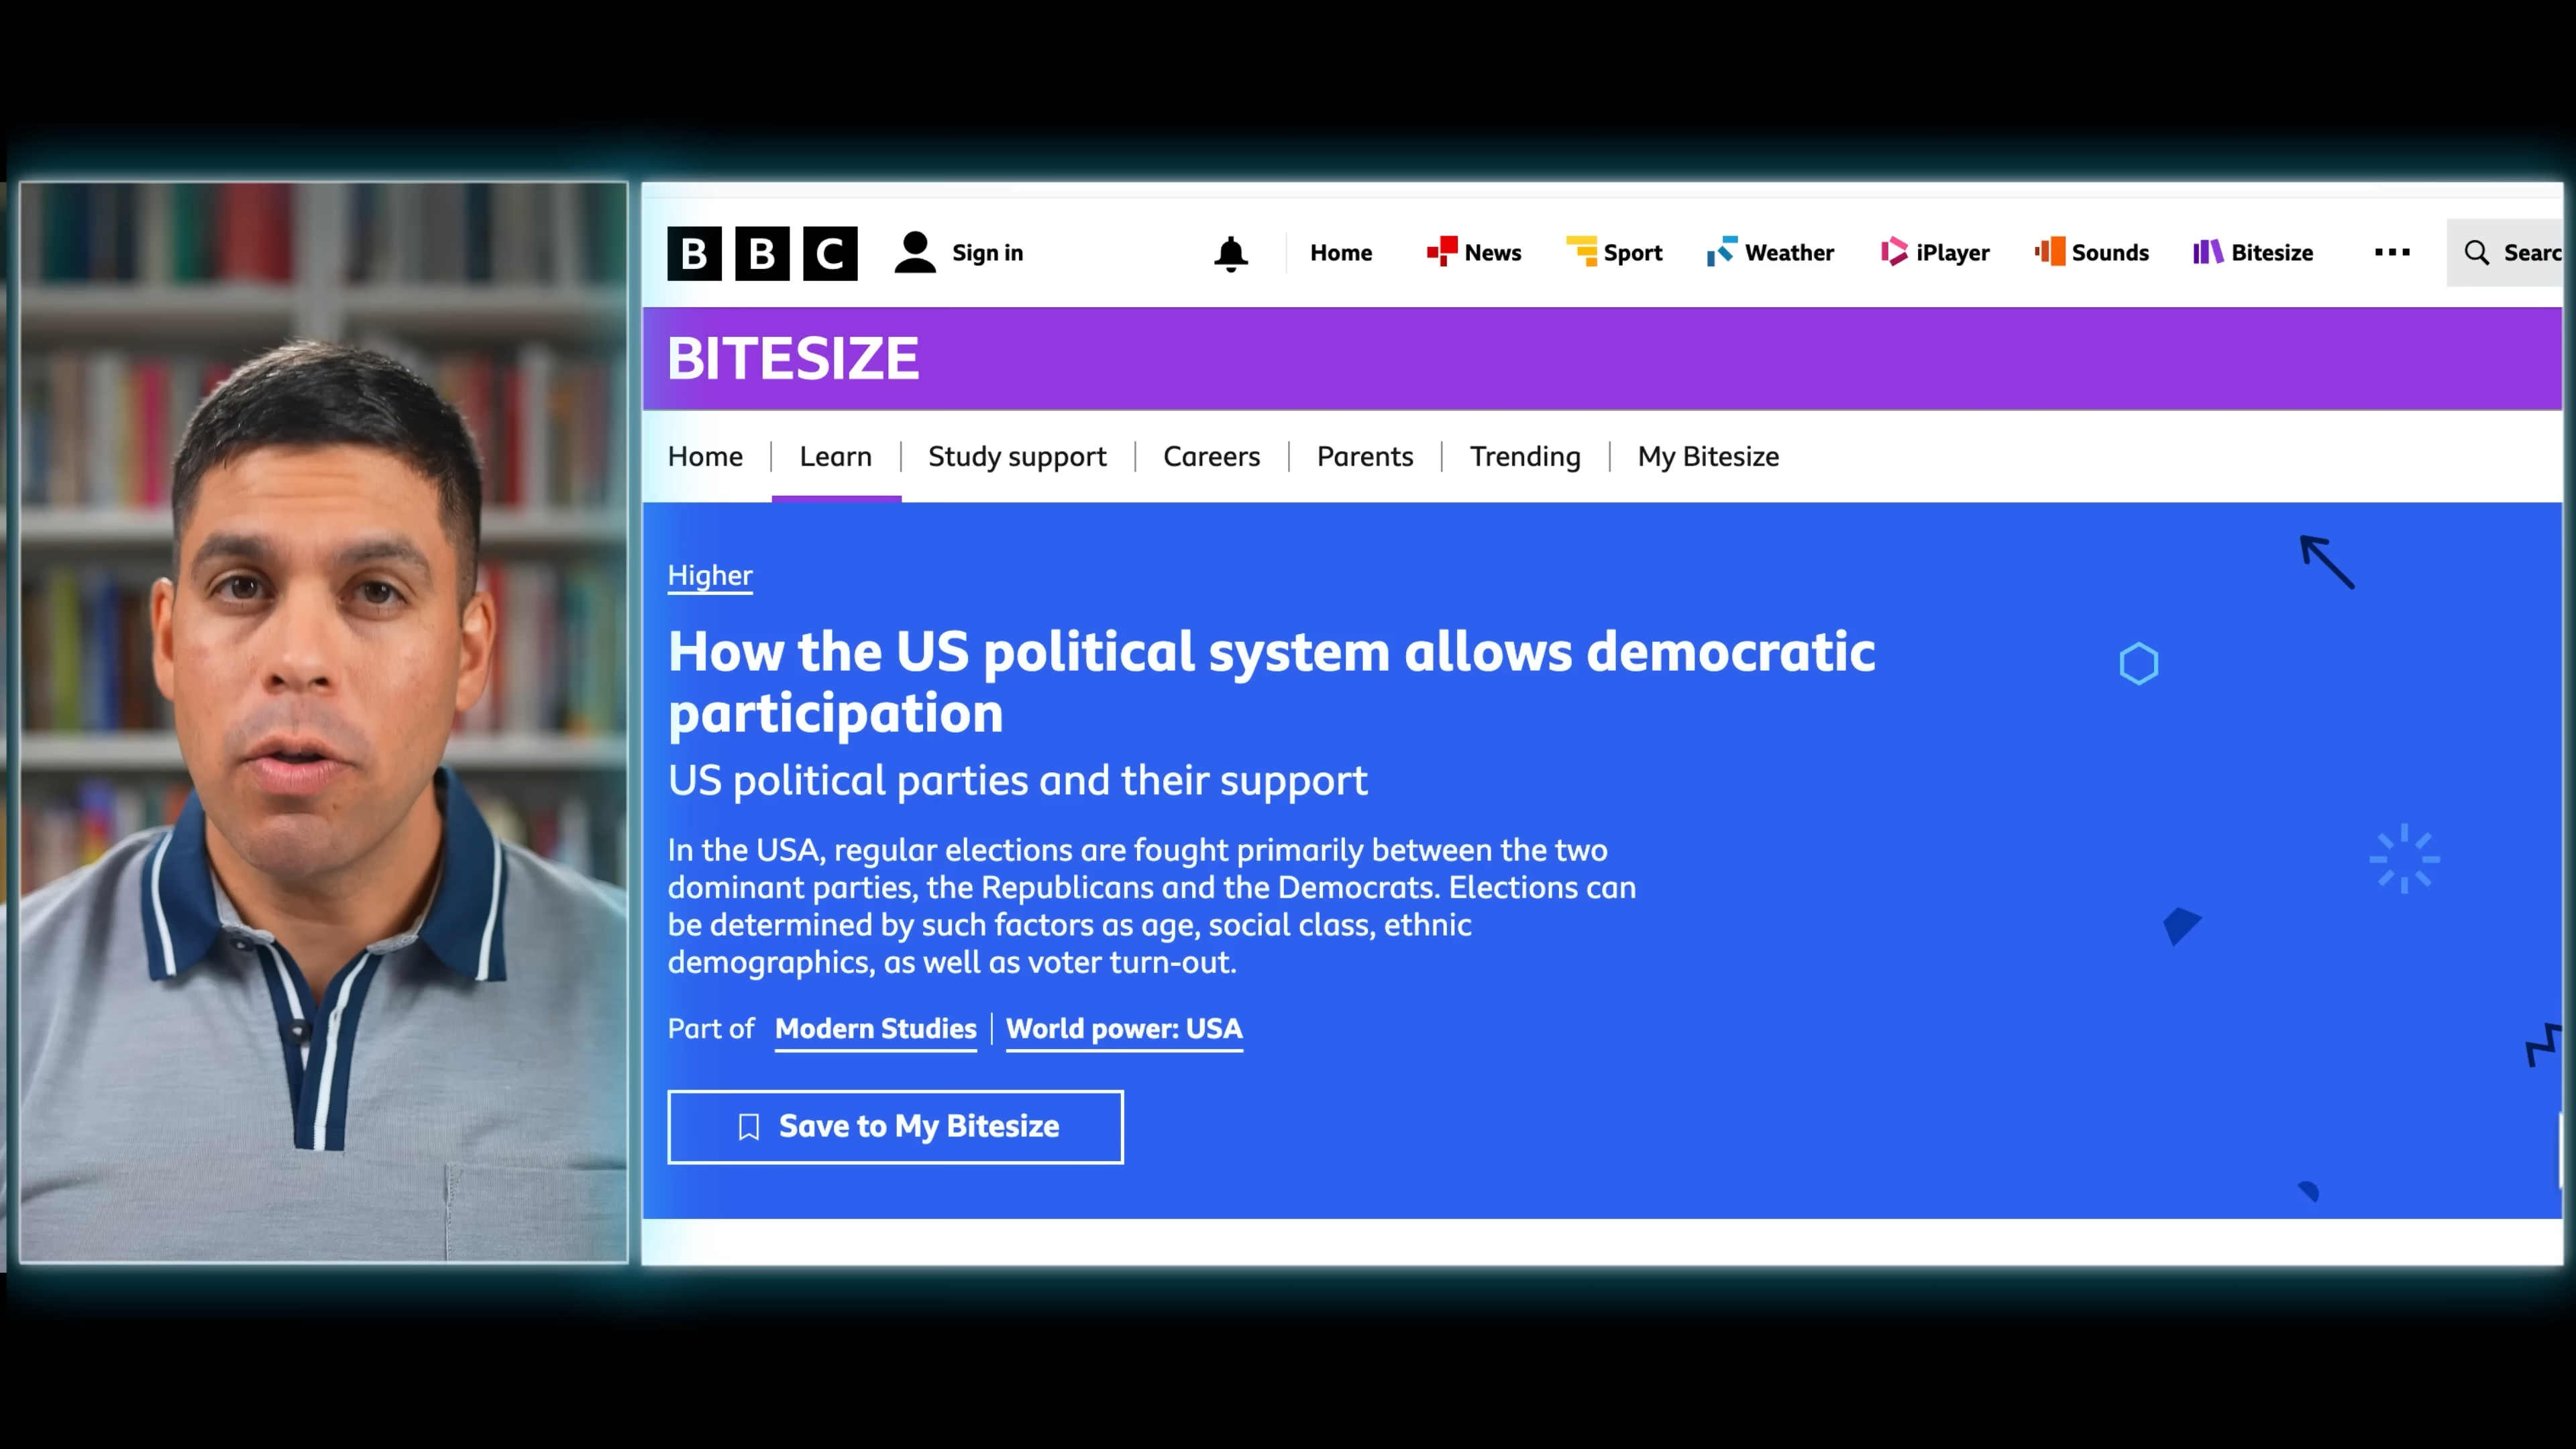 BBC
Sign in
Home
News
Sport
Weather
iPlayer
Sounds
Bitesize
Searc
BITESIZE
Home
Learn
Study support
Careers
Parents
Trending
My Bitesize
Higher
How the US political system allows democratic
participation
US political parties and their support
In the USA, regular elections are fought primarily between the two
dominant parties, the Republicans and the Democrats. Elections can
be determined by such factors as age, social class, ethnic
demographics, as well as voter turn-out.
Part of Modern Studies | World power: USA
Save to My Bitesize